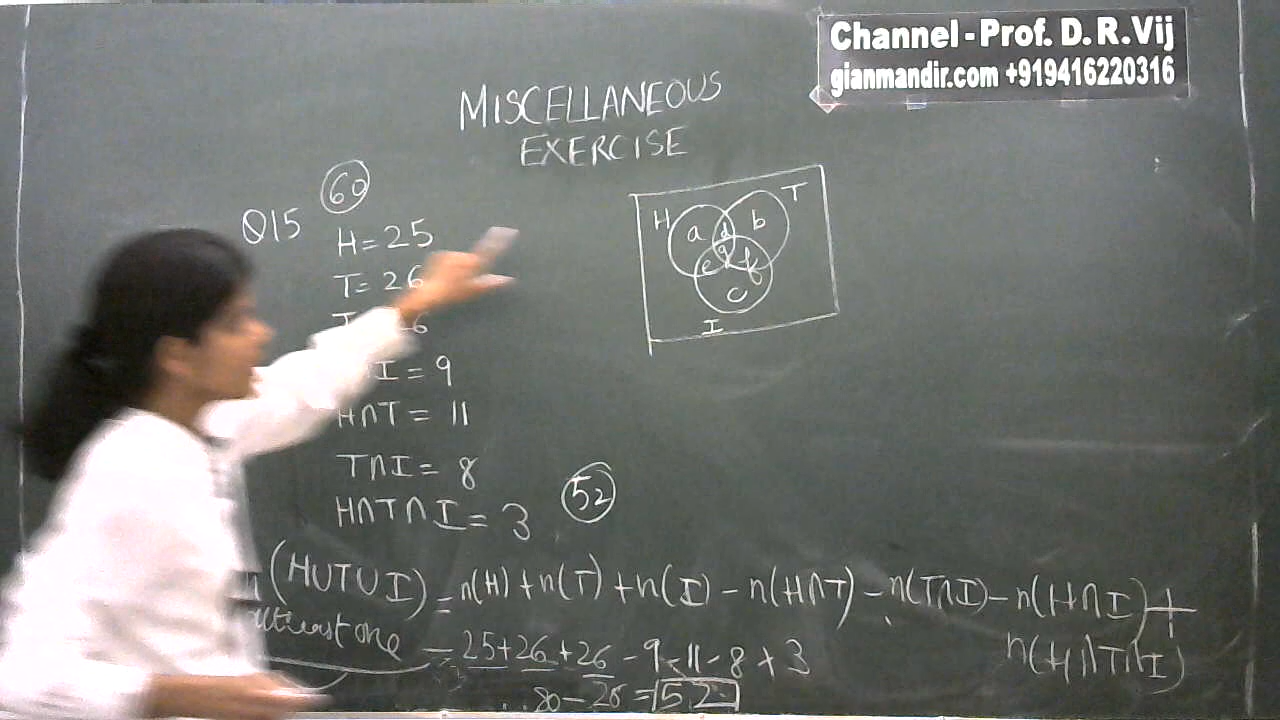 Channel - Prof. D. R. Vij
gianmandir.com +919416220316
MISCELLANEOUS
EXERCISE
60
Q15
H = 25
T = 26
6
I = 9
H∩T = 11
T∩I = 8
H∩T∩I = 3
52
H
T
a
d
b
g
e
f
c
I
(H∪T∪I) = n(H) + n(T) + n(I) - n(H∩T) - n(T∩I) - n(H∩I) +
n(H∩T∩I)
atleast one = 25 + 26 + 26 - 9 - 11 - 8 + 3
80 - 28 = 52